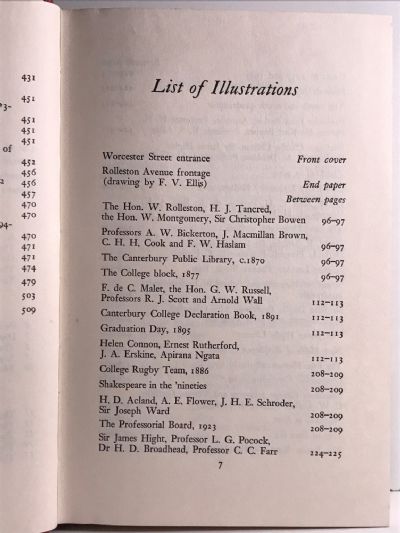 431
451
73-
451
451
451
of
452
2 456
456
457
470
470
94-
470
471
471
474
479
503
509
List of Illustrations
Worcester Street entrance Front cover
Rolleston Avenue frontage
(drawing by F. V. Ellis) End paper
Between pages
The Hon. W. Rolleston, H. J. Tancred,
the Hon. W. Montgomery, Sir Christopher Bowen 96–97
Professors A. W. Bickerton, J. Macmillan Brown,
C. H. H. Cook and F. W. Haslam 96–97
The Canterbury Public Library, c.1870 96–97
The College block, 1877 96–97
F. de C. Malet, the Hon. G. W. Russell,
Professors R. J. Scott and Arnold Wall 112–113
Canterbury College Declaration Book, 1891 112–113
Graduation Day, 1895 112–113
Helen Connon, Ernest Rutherford,
J. A. Erskine, Apirana Ngata 112–113
College Rugby Team, 1886 208–209
Shakespeare in the 'nineties 208–209
H. D. Acland, A. E. Flower, J. H. E. Schroder,
Sir Joseph Ward 208–209
The Professorial Board, 1923 208–209
Sir James Hight, Professor L. G. Pocock,
Dr H. D. Broadhead, Professor C. C. Farr 224–225
7